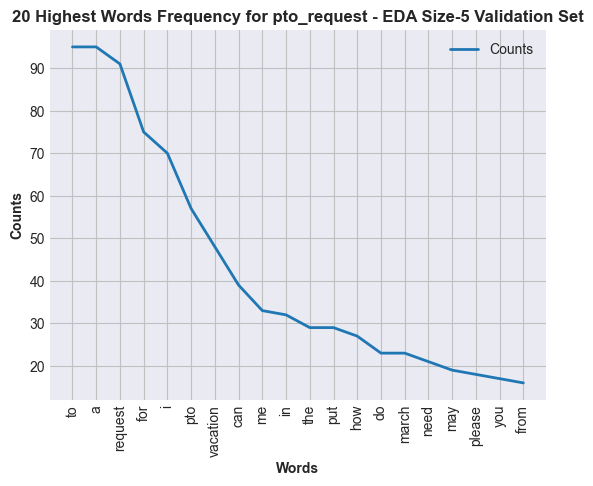 20 Highest Words Frequency for pto_request - EDA Size-5 Validation Set
Counts
90
80
70
60
50
40
30
20
Counts
to
a
request
for
i
pto
vacation
can
me
in
the
put
how
do
march
need
may
please
you
from
Words